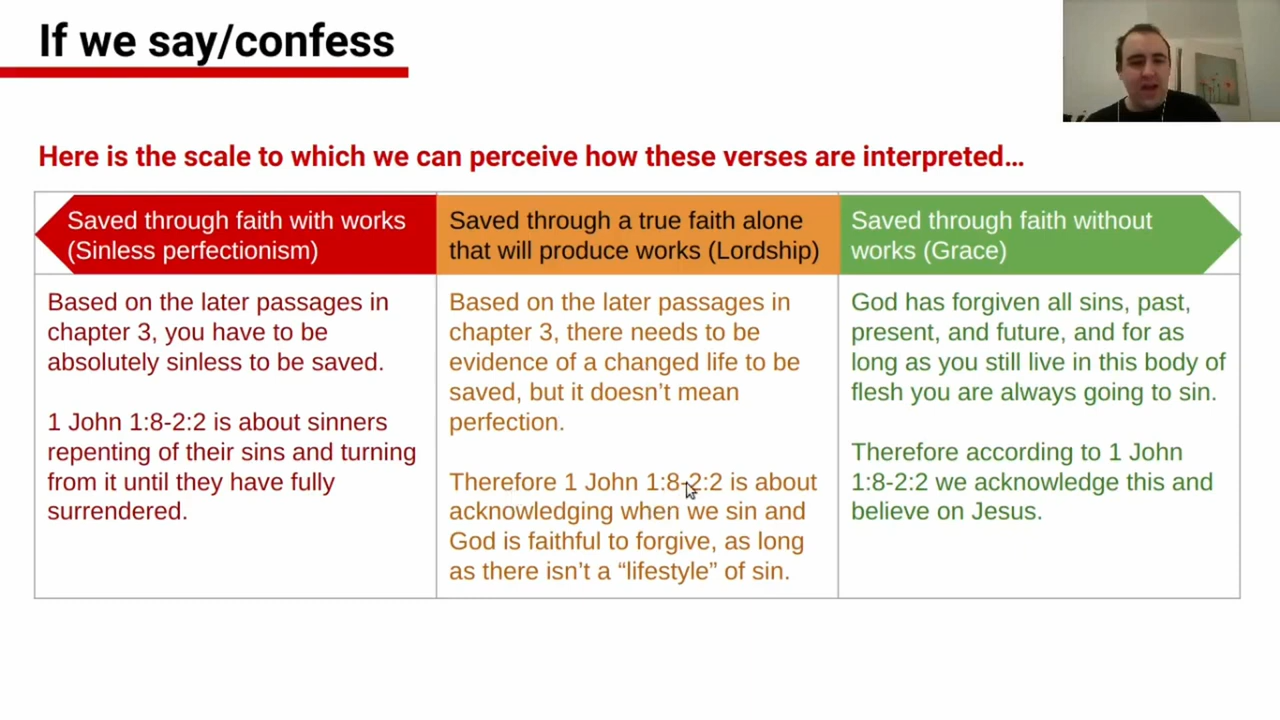 If we say/confess
Here is the scale to which we can perceive how these verses are interpreted…
Saved through faith with works
(Sinless perfectionism)
Saved through a true faith alone
that will produce works (Lordship)
Saved through faith without
works (Grace)
Based on the later passages in
chapter 3, you have to be
absolutely sinless to be saved.
1 John 1:8-2:2 is about sinners
repenting of their sins and turning
from it until they have fully
surrendered.
Based on the later passages in
chapter 3, there needs to be
evidence of a changed life to be
saved, but it doesn’t mean
perfection.
Therefore 1 John 1:8-2:2 is about
acknowledging when we sin and
God is faithful to forgive, as long
as there isn’t a “lifestyle” of sin.
God has forgiven all sins, past,
present, and future, and for as
long as you still live in this body of
flesh you are always going to sin.
Therefore according to 1 John
1:8-2:2 we acknowledge this and
believe on Jesus.